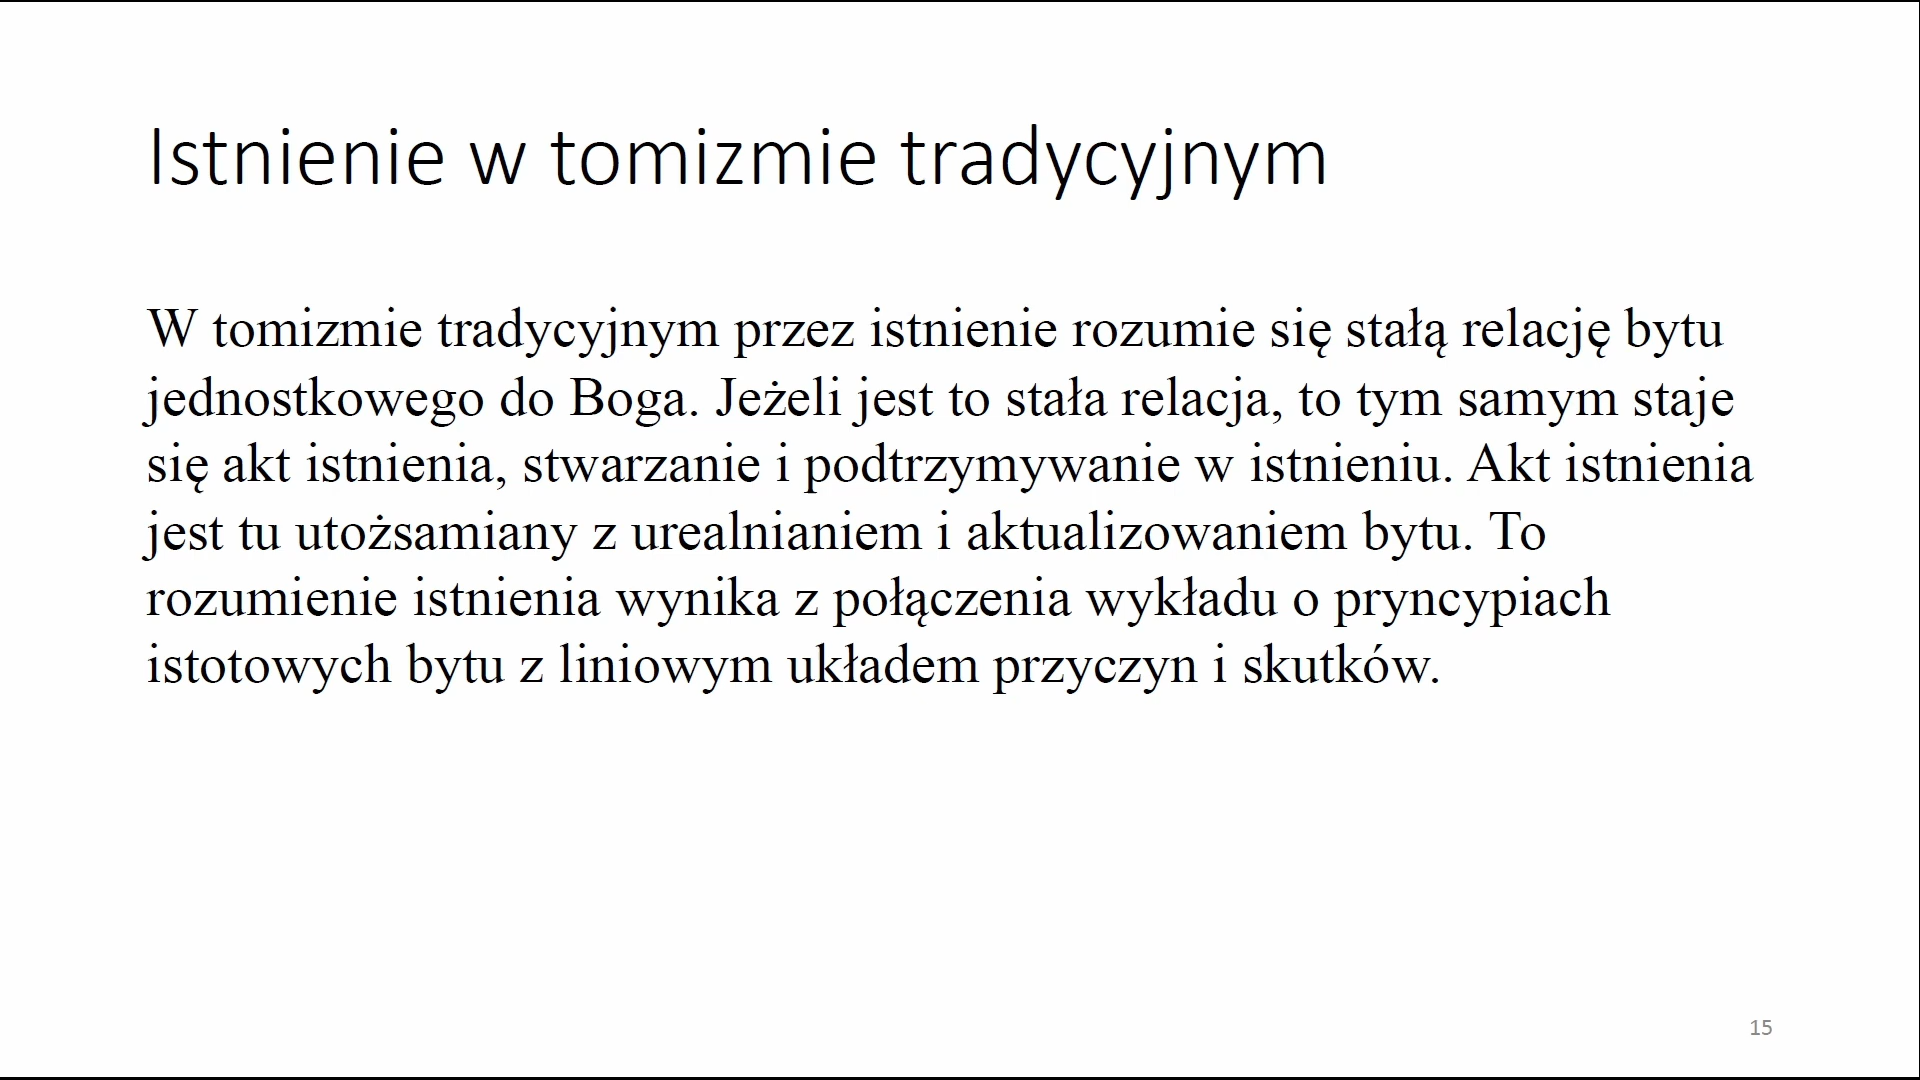 Istnienie w tomizmie tradycyjnym
W tomizmie tradycyjnym przez istnienie rozumie się stałą relację bytu
jednostkowego do Boga. Jeżeli jest to stała relacja, to tym samym staje
się akt istnienia, stwarzanie i podtrzymywanie w istnieniu. Akt istnienia
jest tu utożsamiany z urealnianiem i aktualizowaniem bytu. To
rozumienie istnienia wynika z połączenia wykładu o pryncypiach
istotowych bytu z liniowym układem przyczyn i skutków.
15